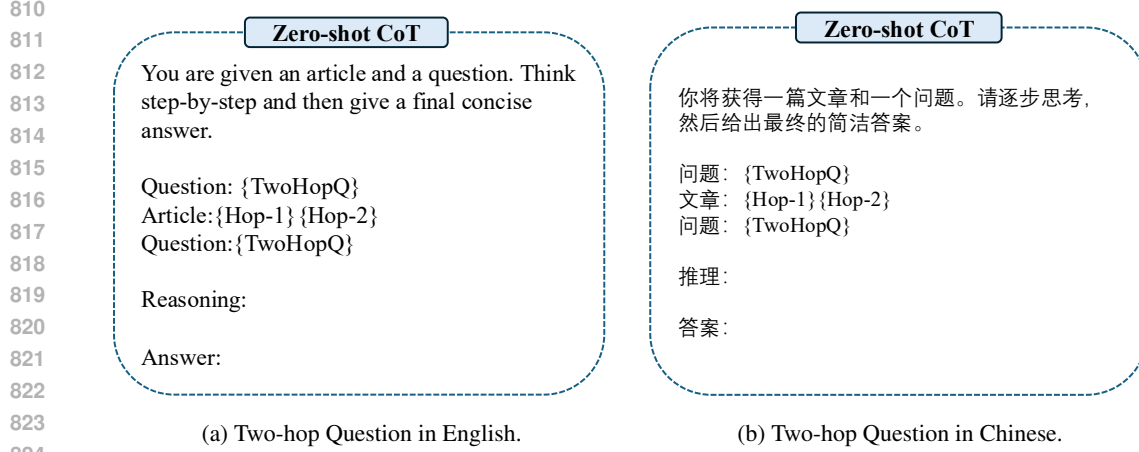 810
811
812
813
814
815
816
817
818
819
820
821
822
823
Zero-shot CoT
You are given an article and a question. Think
step-by-step and then give a final concise
answer.
Question: {TwoHopQ}
Article:{Hop-1}{Hop-2}
Question:{TwoHopQ}
Reasoning:
Answer:
(a) Two-hop Question in English.
Zero-shot CoT
你将获得一篇文章和一个问题。请逐步思考,
然后给出最终的简洁答案。
问题：{TwoHopQ}
文章：{Hop-1}{Hop-2}
问题：{TwoHopQ}
推理：
答案：
(b) Two-hop Question in Chinese.